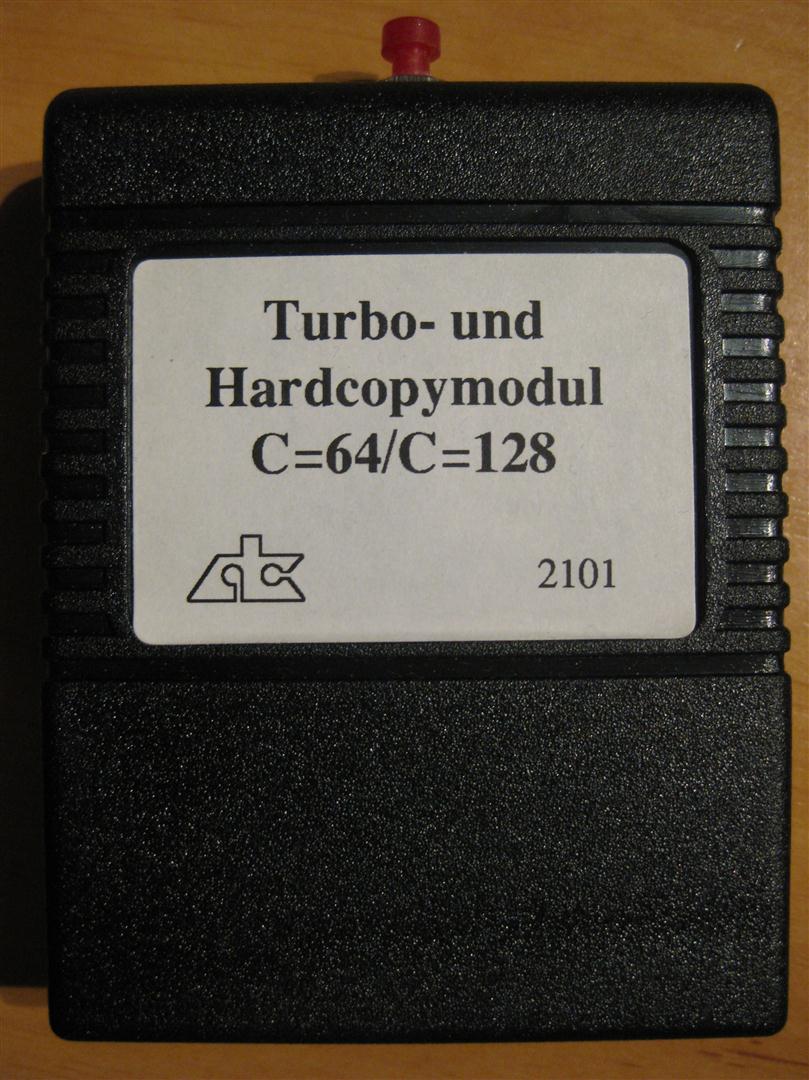 Turbo- und
Hardcopymodul
C=64/C=128
2101